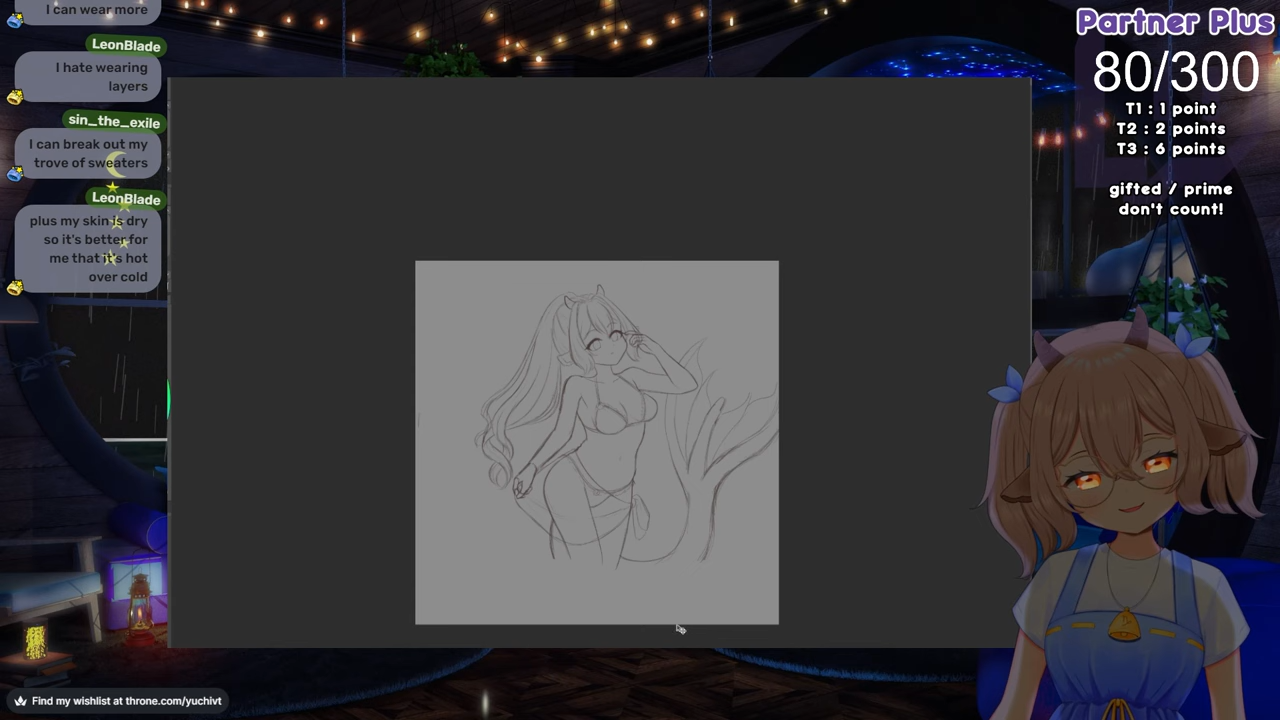 I can wear more
LeonBlade
I hate wearing
layers
sin_the_exile
I can break out my
trove of sweaters
LeonBlade
plus my skin is dry
so it's better for
me that it's hot
over cold
Partner Plus
80/300
T1 : 1 point
T2 : 2 points
T3 : 6 points
gifted / prime
don't count!
Find my wishlist at throne.com/yuchivt